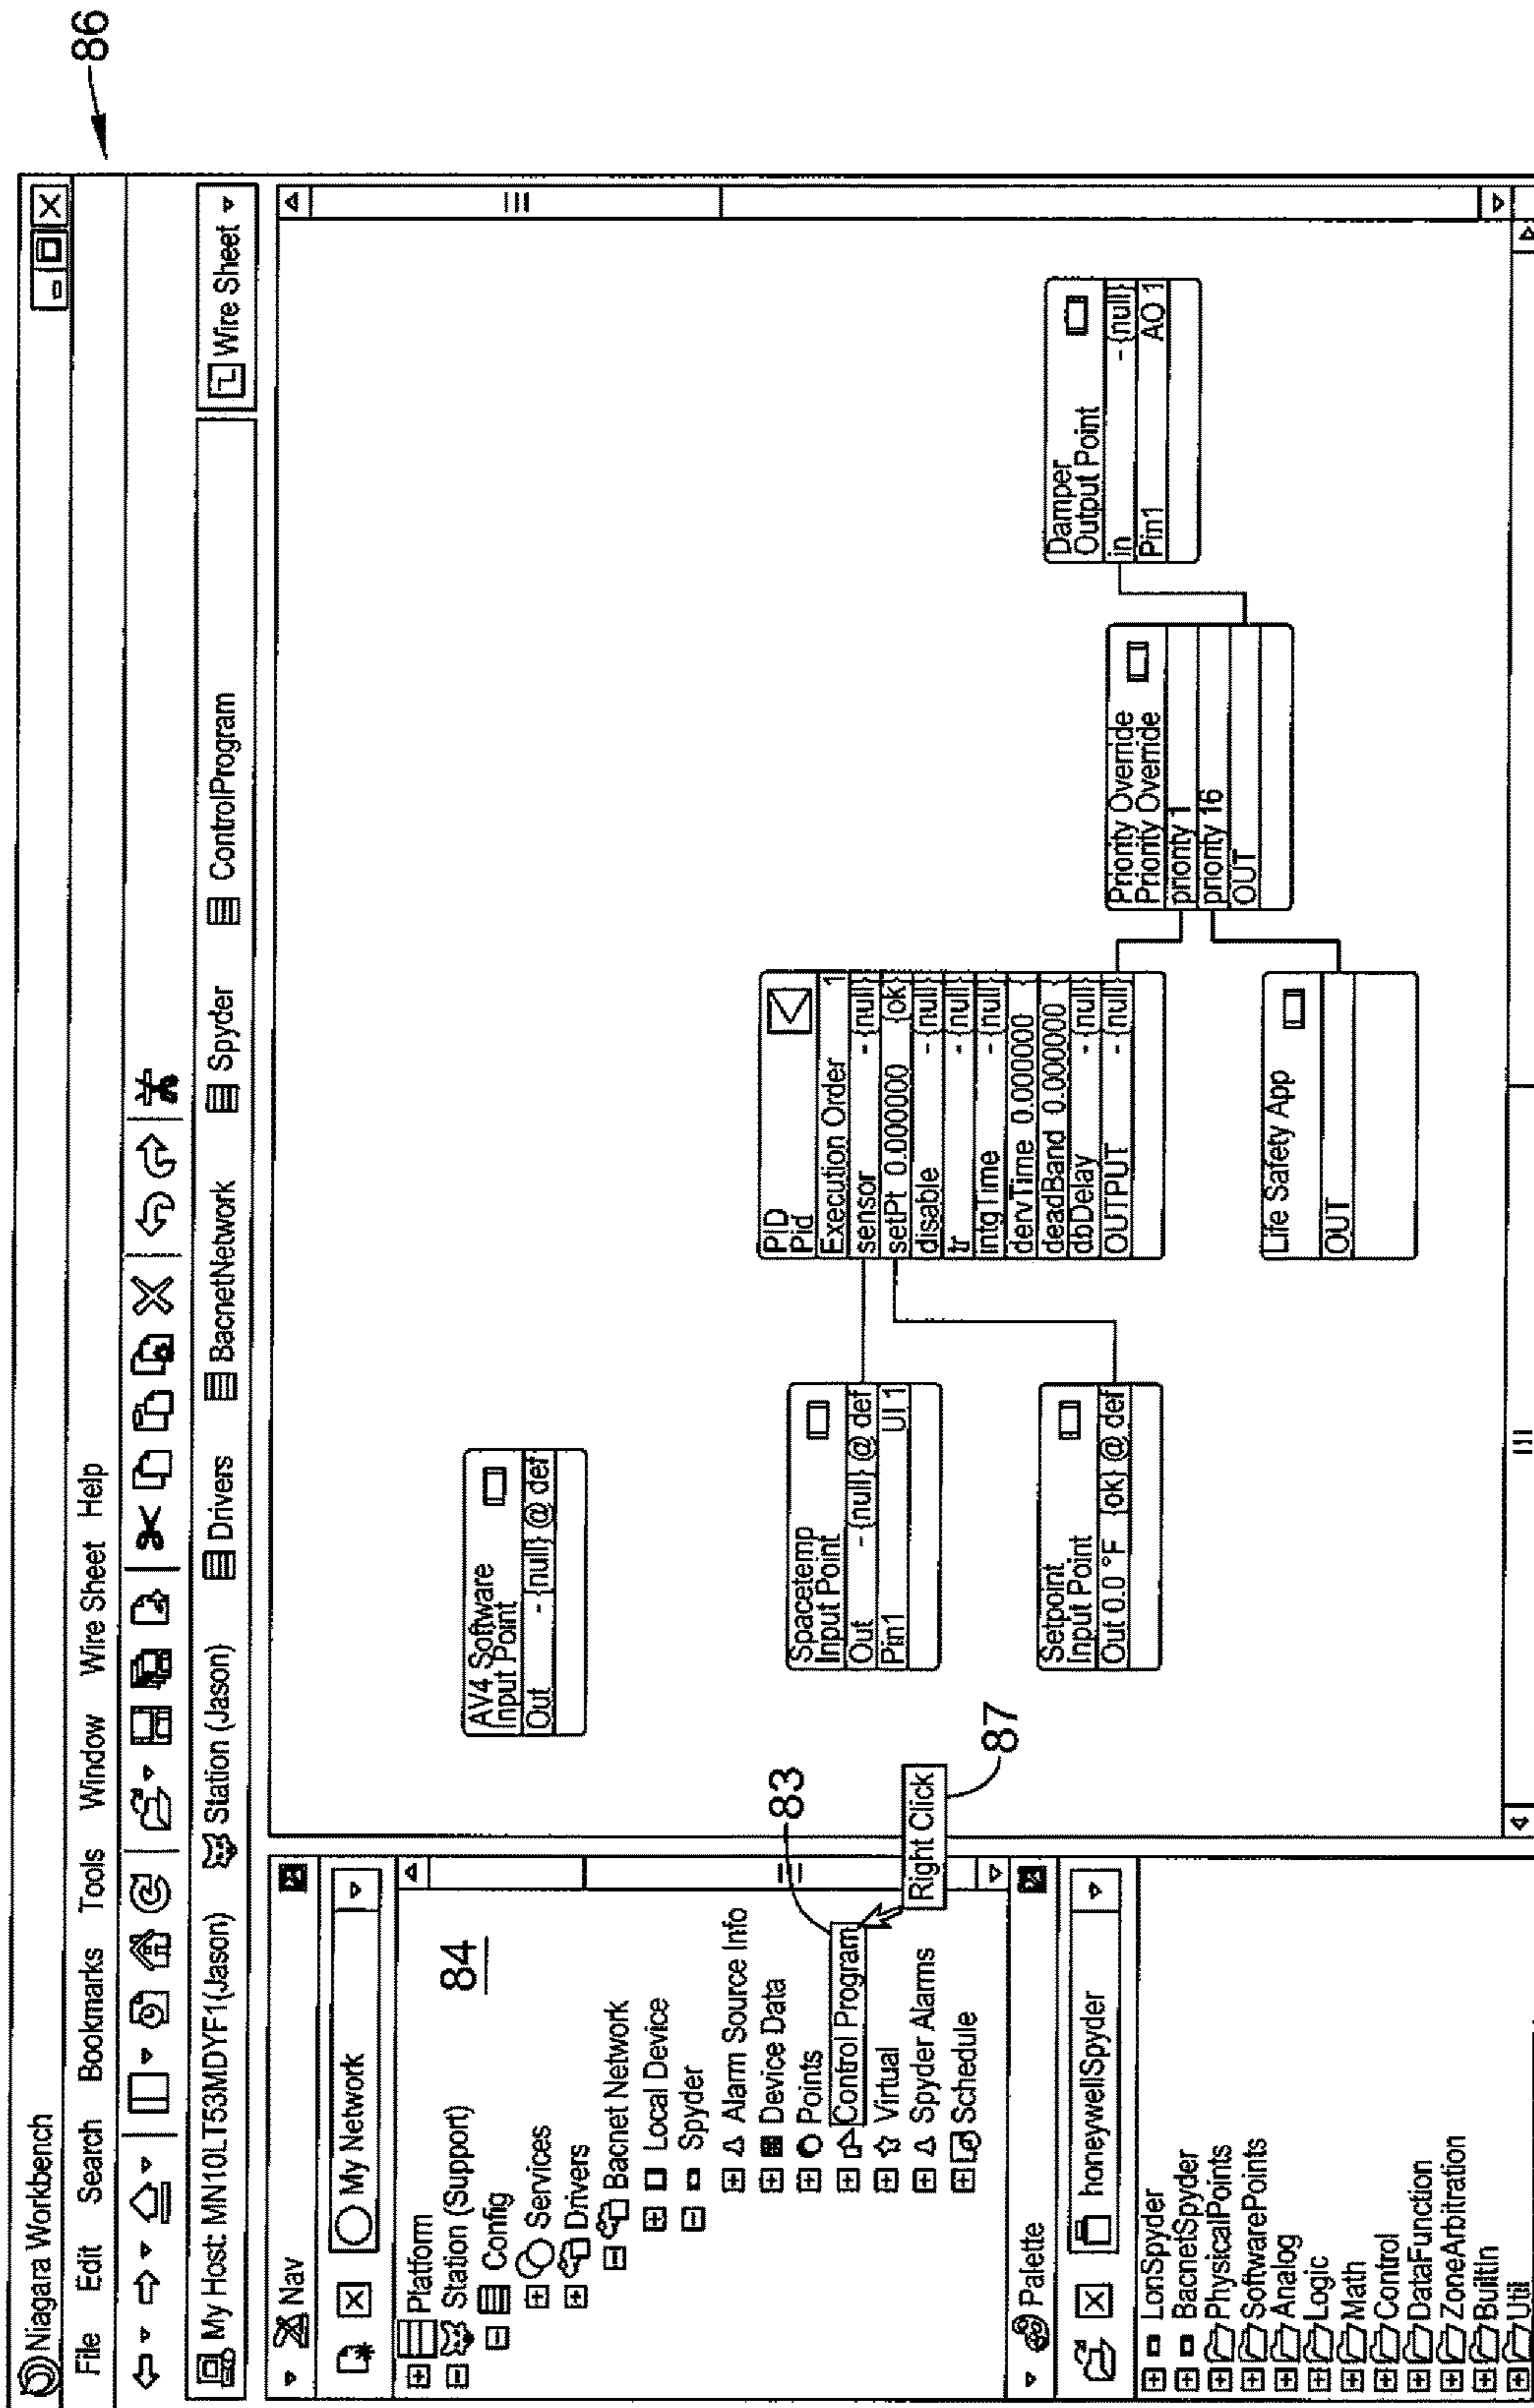 86
Niagara Workbench
File Edit Search Bookmarks Tools Window Wire Sheet Help
My Host: MN10LT53MDYF1(Jason) Station (Jason) Drivers BacnetNetwork Spyder ControlProgram Wire Sheet
Nav
My Network
84
Platform
Station (Support)
Config
Services
Drivers
Bacnet Network
Local Device
Spyder
Alarm Source Info
Device Data
Points
Control Program
Virtual
Spyder Alarms
Schedule
83
Right Click
87
Palette
honeywellSpyder
LonSpyder
BacnetSpyder
PhysicalPoints
SoftwarePoints
Analog
Logic
Math
Control
DataFunction
ZoneArbitration
BuiltIn
Util
AV4 Software
Input Point
Out - {null} @ def
Spacetemp
Input Point
Out - {null} @ def
Pin1 UI 1
Setpoint
Input Point
Out 0.0 °F {ok} @ def
PID
Pid
Execution Order 1
sensor - {null}
setPt 0.000000 {ok}
disable - {null}
tr - {null}
intgTime - {null}
dervTime 0.000000
deadBand 0.000000
dbDelay - {null}
OUTPUT - {null}
Life Safety App
OUT
Priority Override
Priority Override
priority 1
priority 16
OUT
Damper
Output Point
in - {null}
Pin1 AO 1